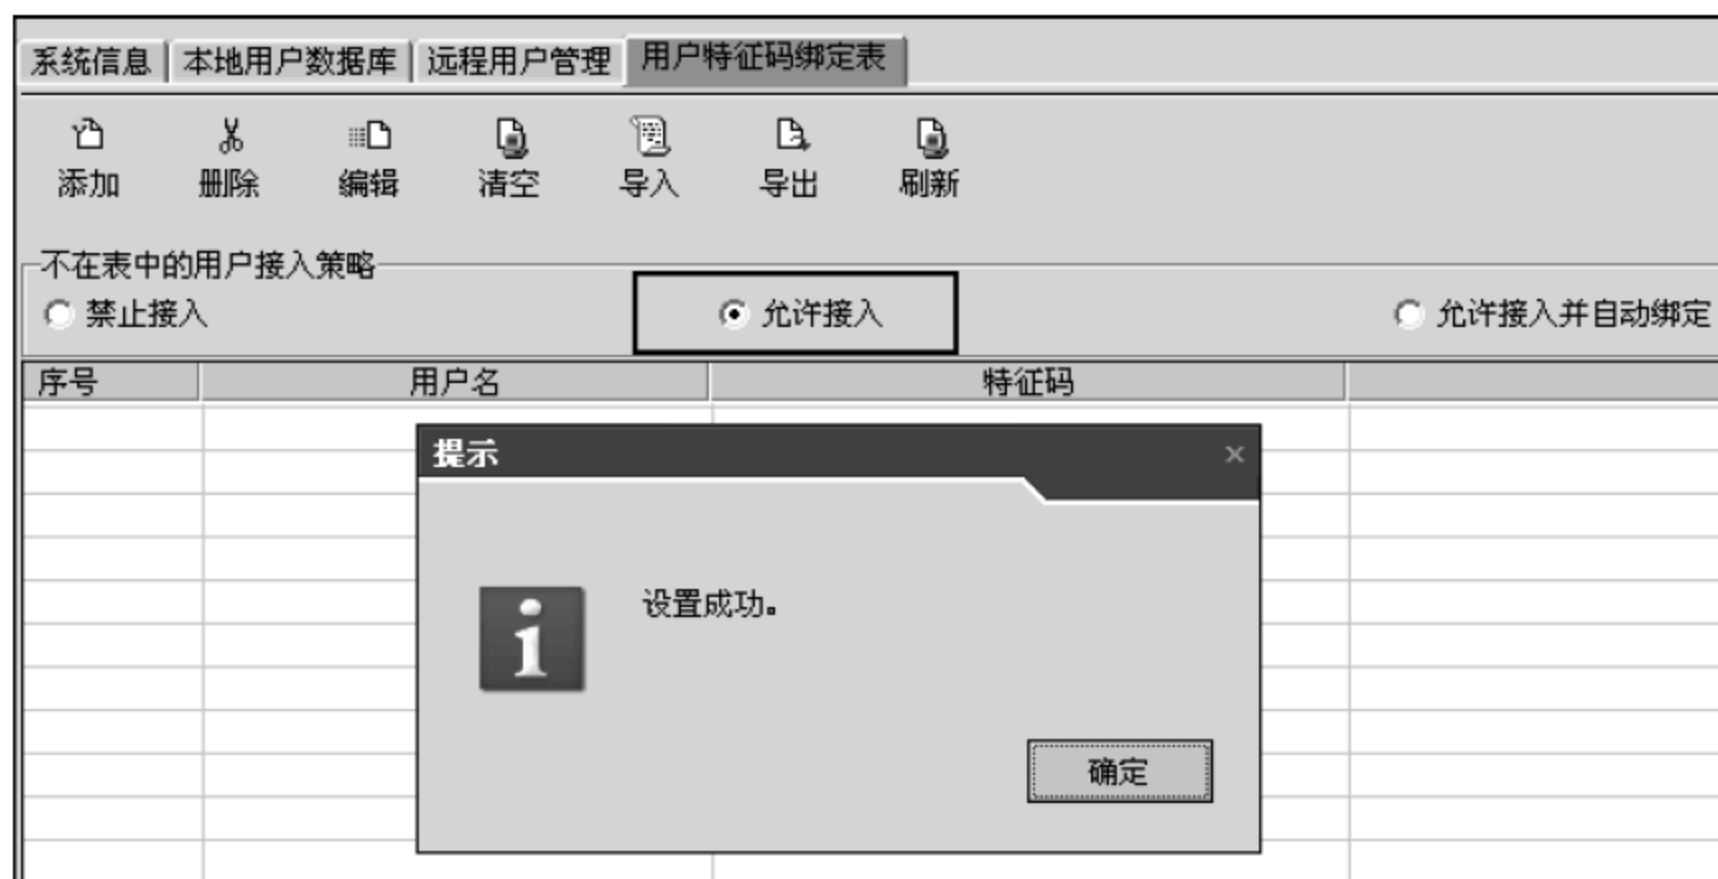 系统信息 本地用户数据库 远程用户管理 用户特征码绑定表
添加 删除 编辑 清空 导入 导出 刷新
不在表中的用户接入策略
禁止接入 允许接入 允许接入并自动绑定
序号 用户名 特征码
提示 ×
设置成功。
确定